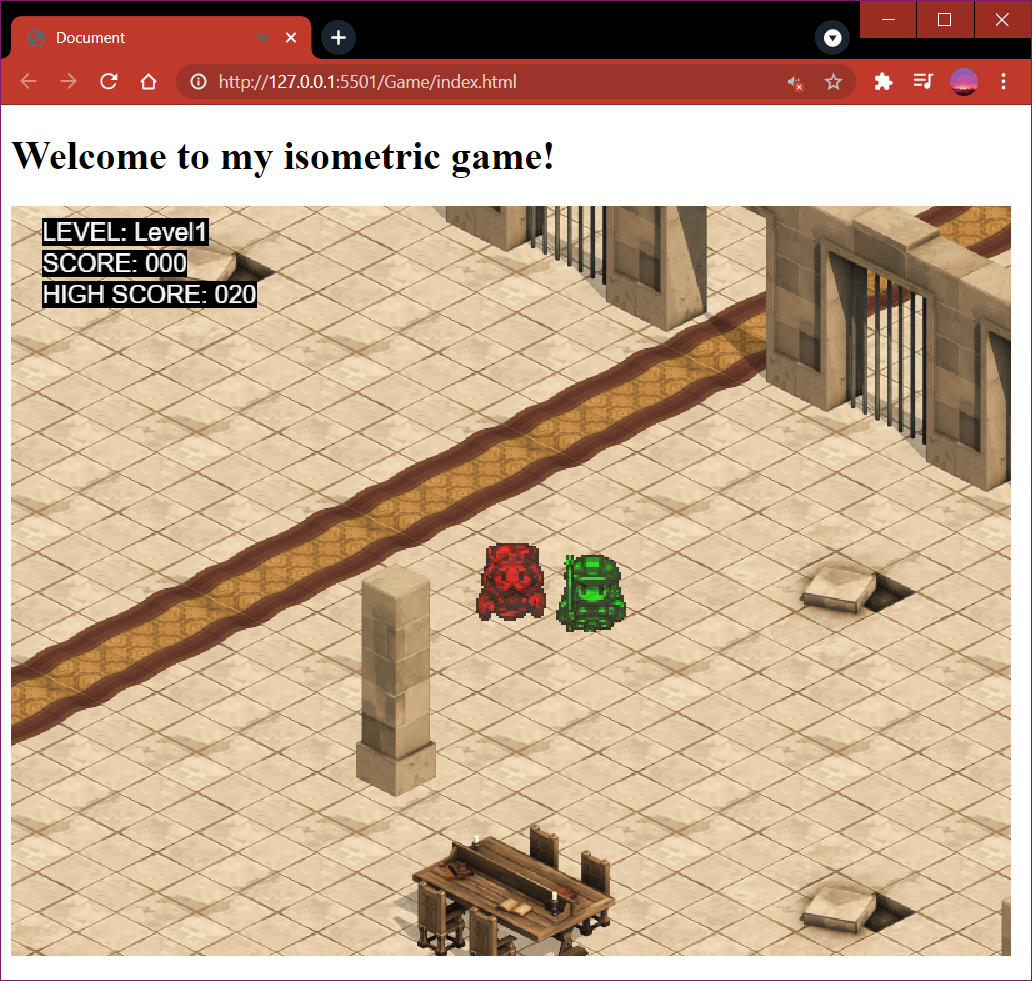 Document
http://127.0.0.1:5501/Game/index.html
Welcome to my isometric game!
LEVEL: Level1
SCORE: 000
HIGH SCORE: 020